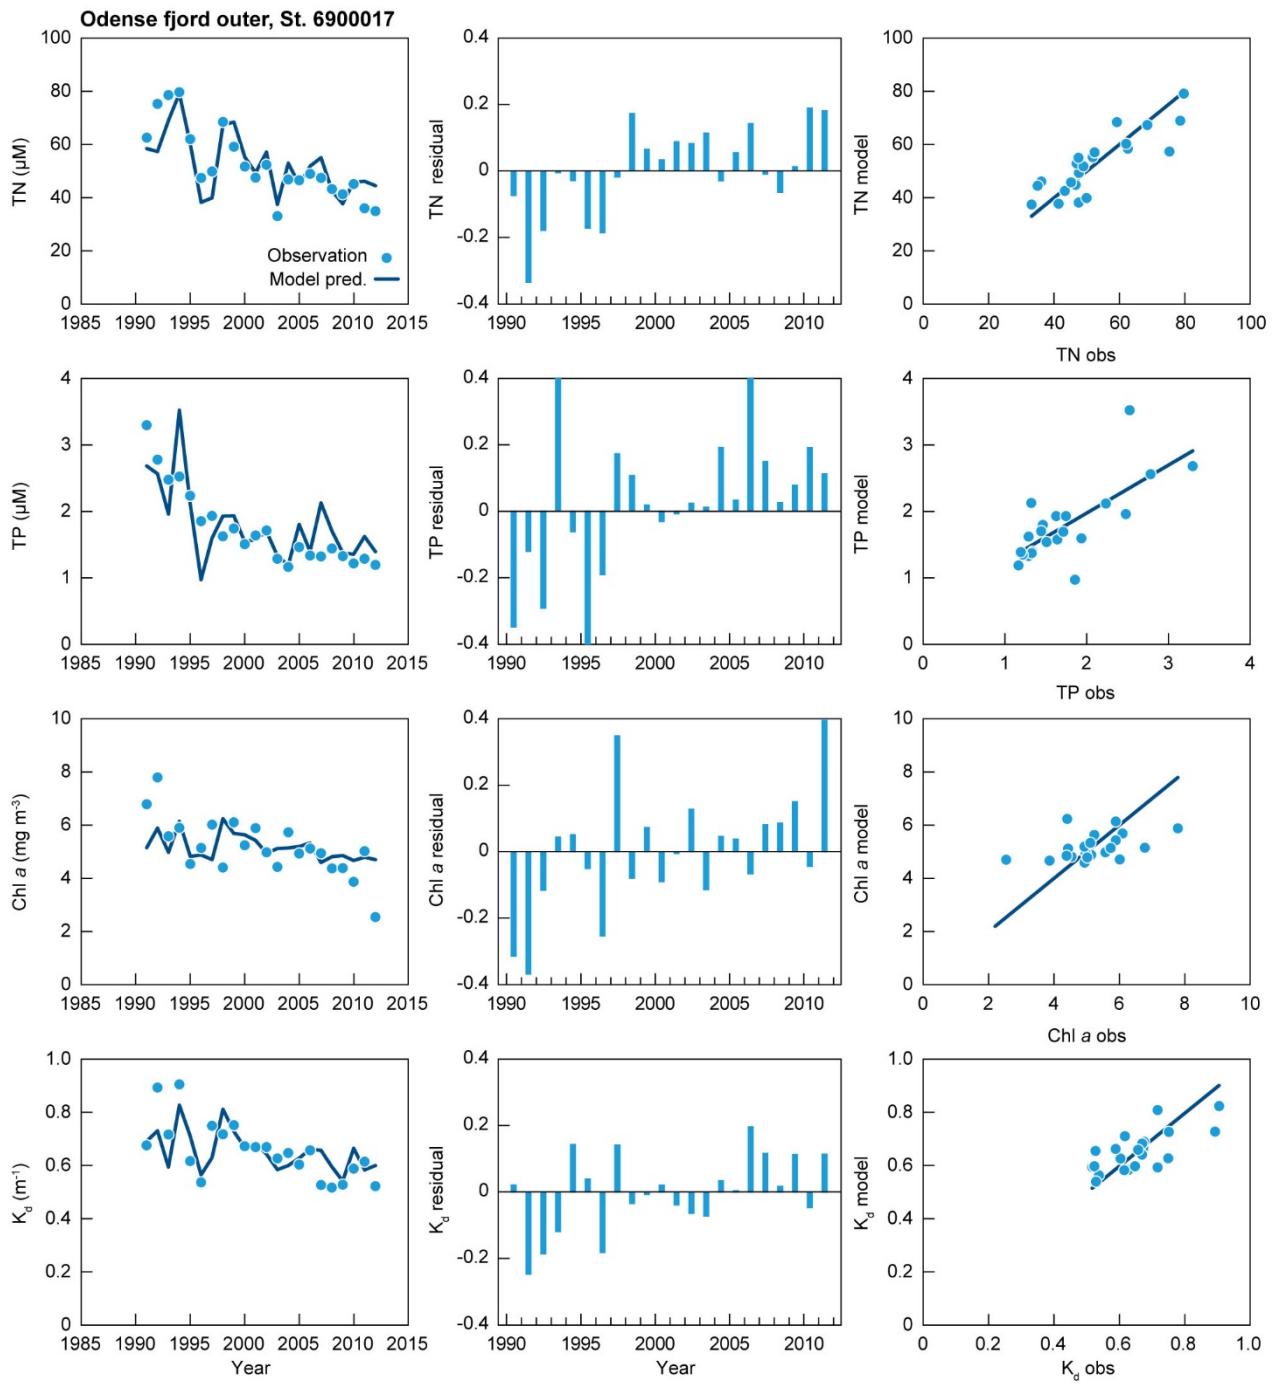 Odense fjord outer, St. 6900017
TN (µM)
100
80
60
40
20
0
Observation
Model pred.
1985 1990 1995 2000 2005 2010 2015
TN residual
0.4
0.2
0
-0.2
-0.4
1990 1995 2000 2005 2010
TN model
100
80
60
40
20
0
0 20 40 60 80 100
TN obs
TP (µM)
4
3
2
1
0
1985 1990 1995 2000 2005 2010 2015
TP residual
0.4
0.2
0
-0.2
-0.4
1990 1995 2000 2005 2010
TP model
4
3
2
1
0
0 1 2 3 4
TP obs
Chl a (mg m⁻³)
10
8
6
4
2
0
1985 1990 1995 2000 2005 2010 2015
Chl a residual
0.4
0.2
0
-0.2
-0.4
1990 1995 2000 2005 2010
Chl a model
10
8
6
4
2
0
0 2 4 6 8 10
Chl a obs
K_d (m⁻¹)
1.0
0.8
0.6
0.4
0.2
0
1985 1990 1995 2000 2005 2010 2015
Year
K_d residual
0.4
0.2
0
-0.2
-0.4
1990 1995 2000 2005 2010
Year
K_d model
1.0
0.8
0.6
0.4
0.2
0
0 0.2 0.4 0.6 0.8 1.0
K_d obs